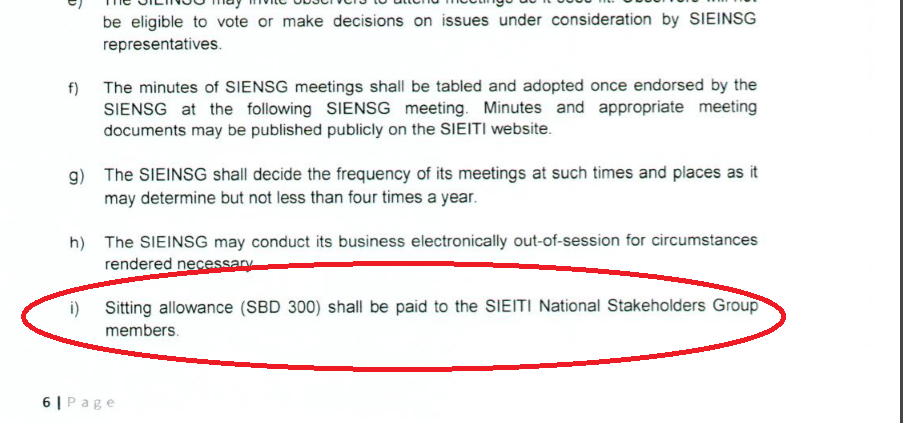 e) The SIEINSG may invite observers to attend meetings as it sees fit. Observers will not
be eligible to vote or make decisions on issues under consideration by SIEINSG
representatives.
f) The minutes of SIENSG meetings shall be tabled and adopted once endorsed by the
SIENSG at the following SIENSG meeting. Minutes and appropriate meeting
documents may be published publicly on the SIEITI website.
g) The SIEINSG shall decide the frequency of its meetings at such times and places as it
may determine but not less than four times a year.
h) The SIEINSG may conduct its business electronically out-of-session for circumstances
rendered necessary
i) Sitting allowance (SBD 300) shall be paid to the SIEITI National Stakeholders Group
members.
6 | Page